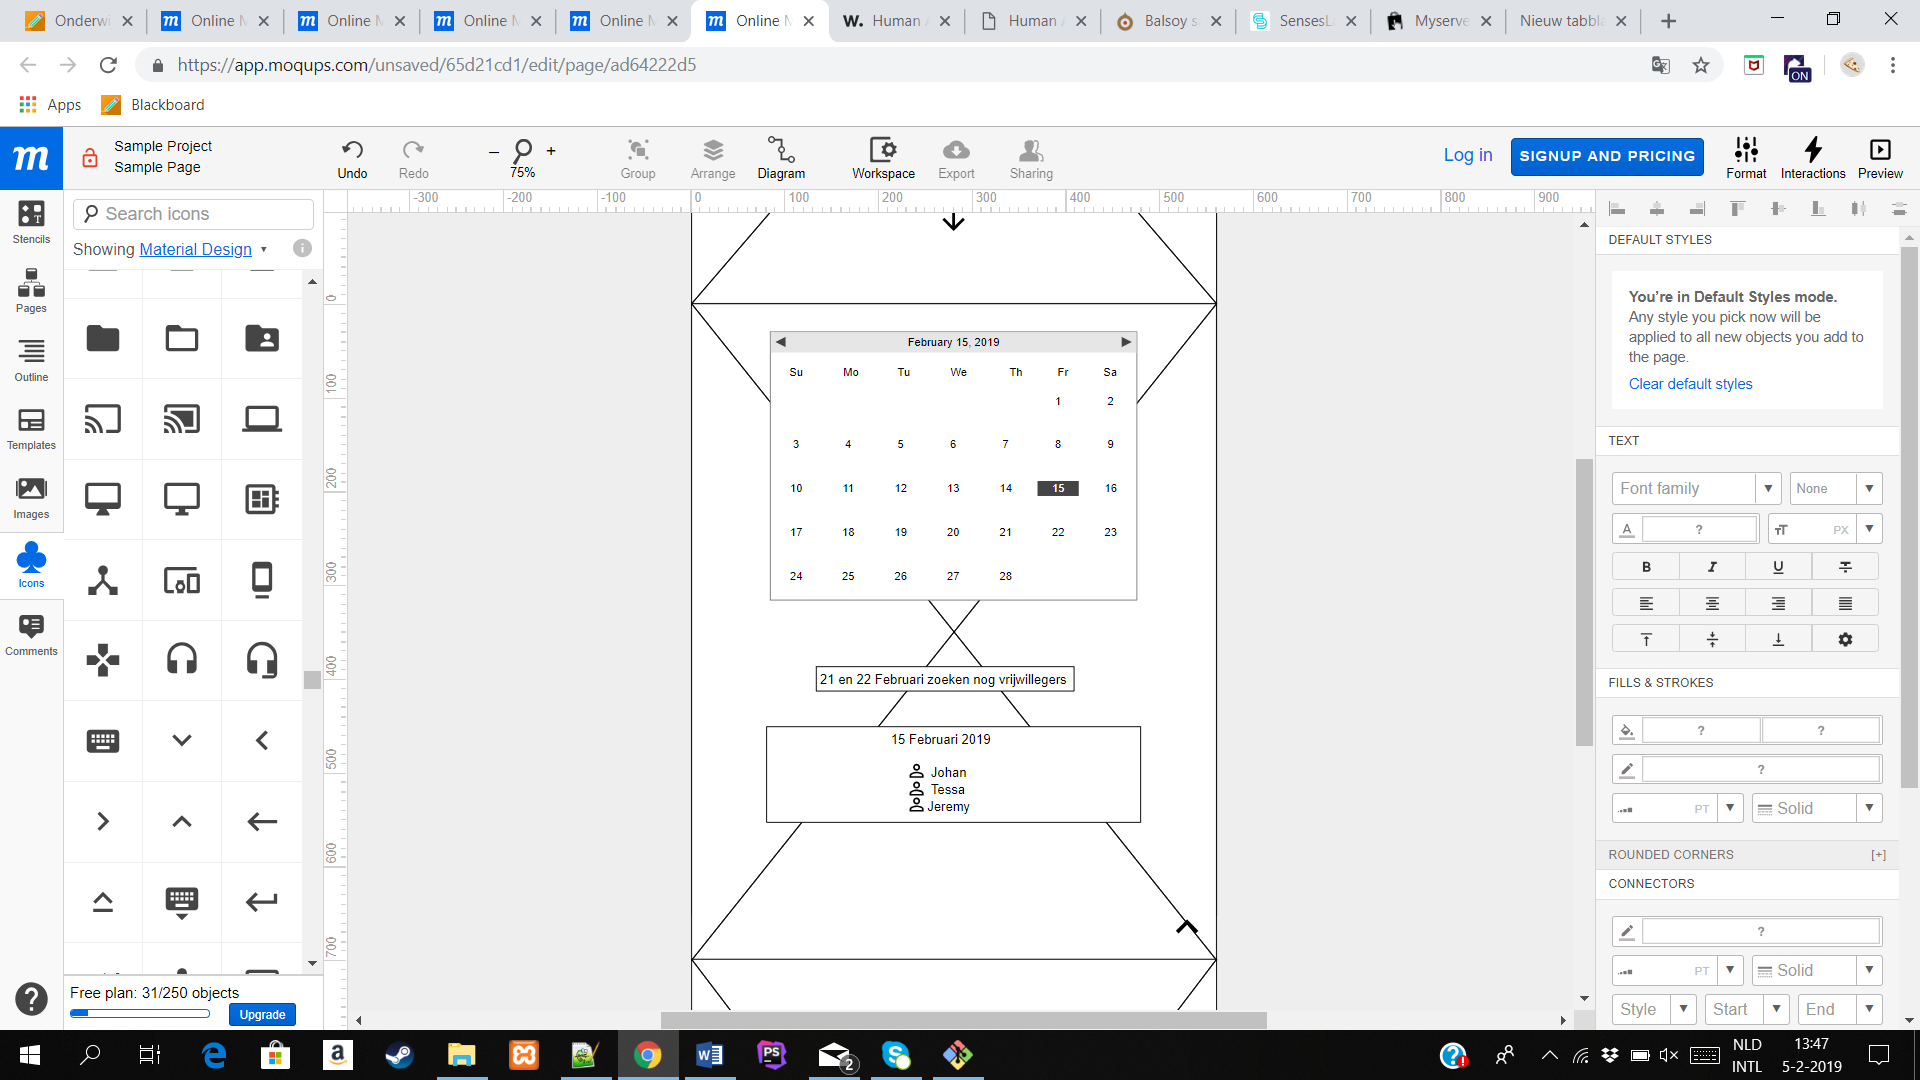 Onderwi
Online M
Online M
Online M
Online M
Online M
W. Human A
Human A
Balsoy s
SensesL
Myserve
Nieuw tabbla
https://app.moqups.com/unsaved/65d21cd1/edit/page/ad64222d5
ON
Apps
Blackboard
m
Sample Project
Sample Page
Undo
Redo
– 75% +
Group
Arrange
Diagram
Workspace
Export
Sharing
Log in
SIGNUP AND PRICING
Format
Interactions
Preview
Stencils
Pages
Outline
Templates
Images
Icons
Comments
Search icons
Showing Material Design
-300 -200 -100 0 100 200 300 400 500 600 700 800 900
0
100
200
300
400
500
600
700
February 15, 2019
Su Mo Tu We Th Fr Sa
1 2
3 4 5 6 7 8 9
10 11 12 13 14 15 16
17 18 19 20 21 22 23
24 25 26 27 28
21 en 22 Februari zoeken nog vrijwillegers
15 Februari 2019
Johan
Tessa
Jeremy
DEFAULT STYLES
You're in Default Styles mode.
Any style you pick now will be
applied to all new objects you add to
the page.
Clear default styles
TEXT
Font family
None
A ?
TT PX
B I U
FILLS & STROKES
? ?
?
PT
Solid
ROUNDED CORNERS [+]
CONNECTORS
?
PT
Solid
Style
Start
End
Free plan: 31/250 objects
Upgrade
PS
2
NLD
INTL
13:47
5-2-2019